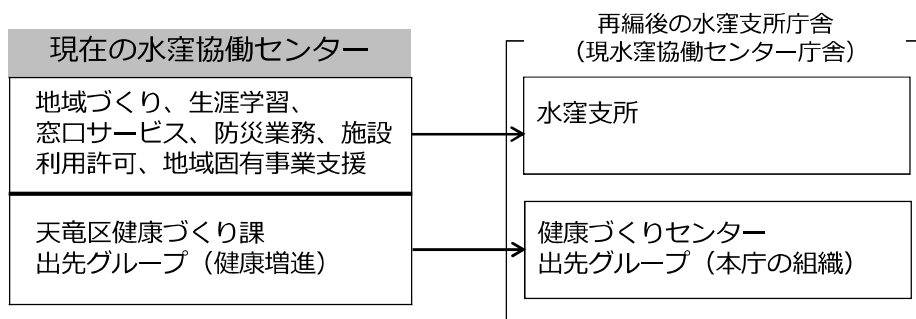 現在の水窪協働センター
地域づくり、生涯学習、
窓口サービス、防災業務、施設
利用許可、地域固有事業支援
天竜区健康づくり課
出先グループ（健康増進）
再編後の水窪支所庁舎
（現水窪協働センター庁舎）
水窪支所
健康づくりセンター
出先グループ（本庁の組織）